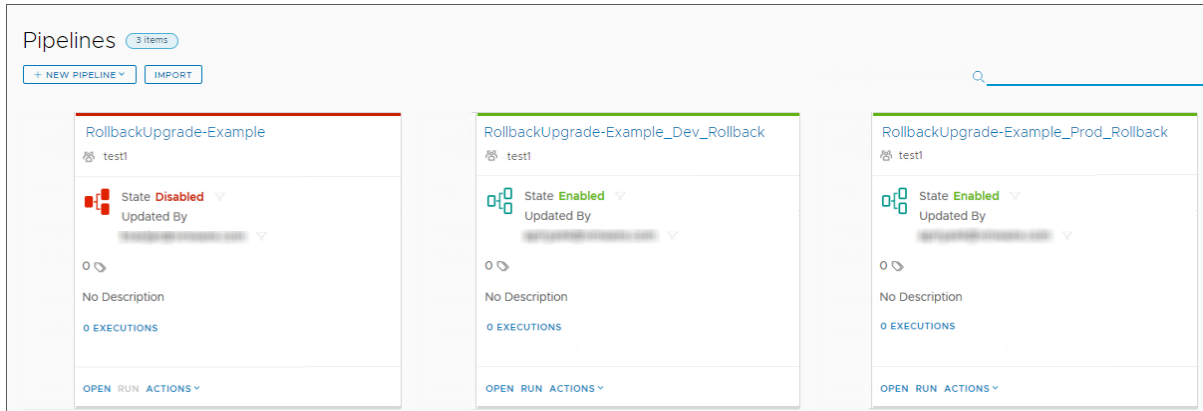 Pipelines 3 items
+ NEW PIPELINE IMPORT
RollbackUpgrade-Example
test1
State Disabled
Updated By
0
No Description
0 EXECUTIONS
OPEN RUN ACTIONS
RollbackUpgrade-Example_Dev_Rollback
test1
State Enabled
Updated By
0
No Description
0 EXECUTIONS
OPEN RUN ACTIONS
RollbackUpgrade-Example_Prod_Rollback
test1
State Enabled
Updated By
0
No Description
0 EXECUTIONS
OPEN RUN ACTIONS